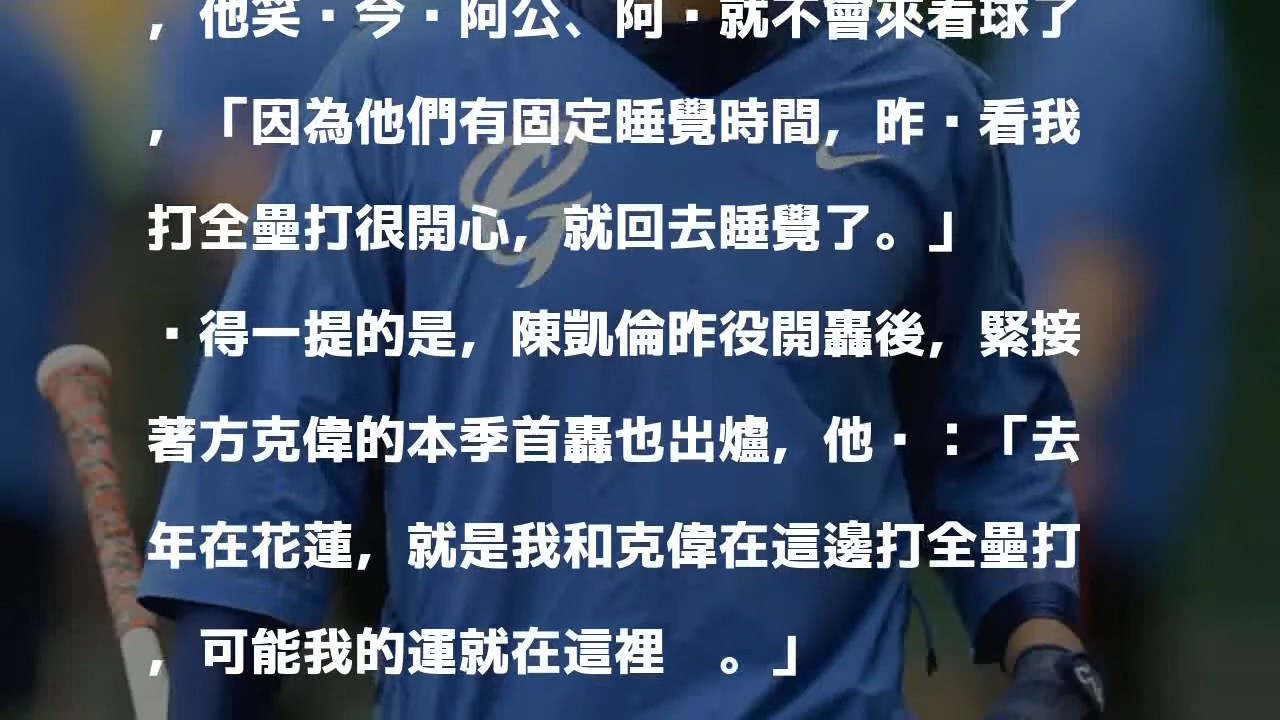 ，他笑▪今▪阿公、阿▪就不會來看球了
，「因為他們有固定睡覺時間，昨▪看我
打全壘打很開心，就回去睡覺了。」
▪得一提的是，陳凱倫昨役開轟後，緊接
著方克偉的本季首轟也出爐，他▪：「去
年在花蓮，就是我和克偉在這邊打全壘打
，可能我的運就在這裡　。」